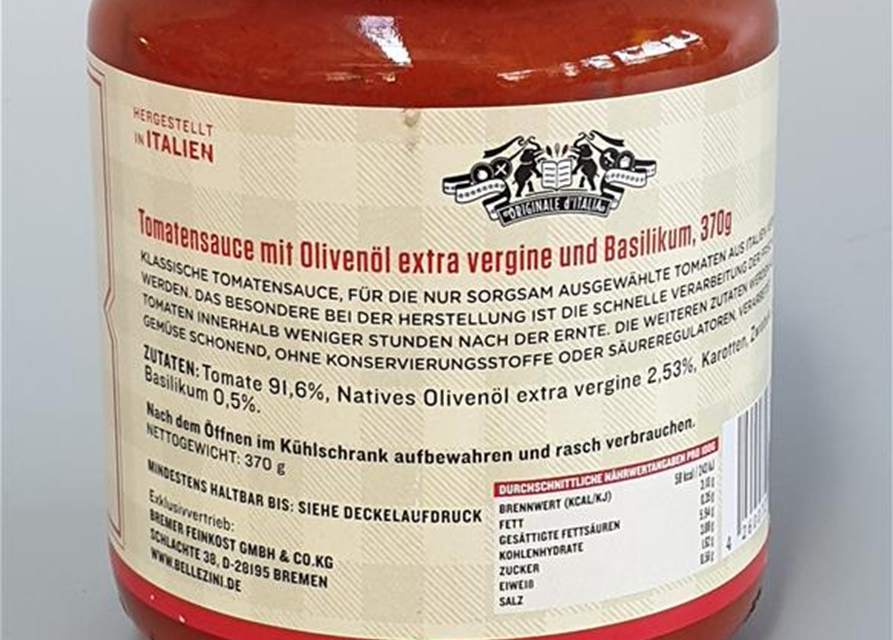 HERGESTELLT
IN ITALIEN
ORIGINALE d'ITALIA
Tomatensauce mit Olivenöl extra vergine und Basilikum, 370g
KLASSISCHE TOMATENSAUCE, FÜR DIE NUR SORGSAM AUSGEWÄHLTE TOMATEN AUS ITALIEN
WERDEN. DAS BESONDERE BEI DER HERSTELLUNG IST DIE SCHNELLE VERARBEITUNG DER
TOMATEN INNERHALB WENIGER STUNDEN NACH DER ERNTE. DIE WEITEREN ZUTATEN WERDEN
GEMÜSE SCHONEND, OHNE KONSERVIERUNGSSTOFFE ODER SÄUREREGULATOREN,
ZUTATEN: Tomate 91,6%, Natives Olivenöl extra vergine 2,53%, Karotten,
Basilikum 0,5%.
Nach dem Öffnen im Kühlschrank aufbewahren und rasch verbrauchen.
NETTOGEWICHT: 370 g
MINDESTENS HALTBAR BIS: SIEHE DECKELAUFDRUCK
Exklusivvertrieb:
BREMER FEINKOST GMBH & CO.KG
SCHLACHTE 38, D-28195 BREMEN
WWW.BELLEZINI.DE
DURCHSCHNITTLICHE NÄHRWERTANGABEN PRO 100G
BRENNWERT (KCAL/KJ) 58 kcal / 243 kJ
FETT
GESÄTTIGTE FETTSÄUREN
KOHLENHYDRATE
ZUCKER
EIWEIß
SALZ